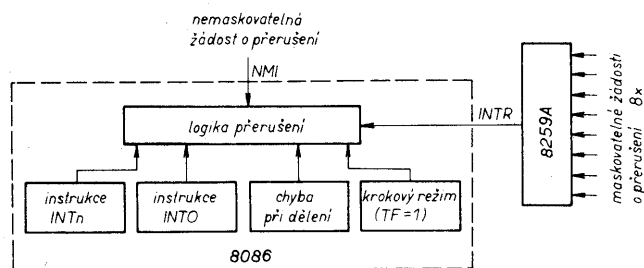 nemaskovatelná
žádost o přerušení
NMI
logika přerušení
INTR
8259A
maskovatelné žádosti
o přerušení 8x
instrukce
INTn
instrukce
INTO
chyba
při dělení
krokový režim
(TF=1)
8086